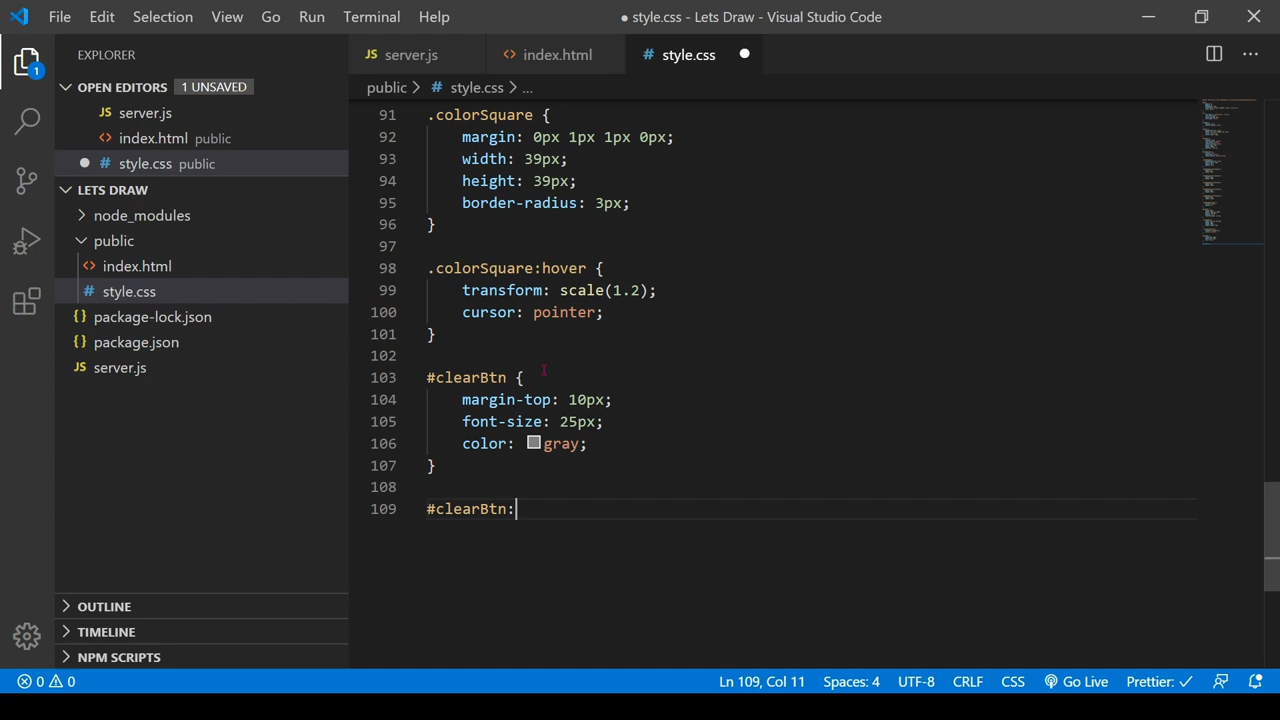 File Edit Selection View Go Run Terminal Help
● style.css - Lets Draw - Visual Studio Code
EXPLORER
OPEN EDITORS 1 UNSAVED
JS server.js
<> index.html public
# style.css public
LETS DRAW
node_modules
public
<> index.html
# style.css
{} package-lock.json
{} package.json
JS server.js
OUTLINE
TIMELINE
NPM SCRIPTS
1
JS server.js <> index.html # style.css ●
public > # style.css > ...
91 .colorSquare {
92 margin: 0px 1px 1px 0px;
93 width: 39px;
94 height: 39px;
95 border-radius: 3px;
96 }
97
98 .colorSquare:hover {
99 transform: scale(1.2);
100 cursor: pointer;
101 }
102
103 #clearBtn {
104 margin-top: 10px;
105 font-size: 25px;
106 color: gray;
107 }
108
109 #clearBtn:
0 0 Ln 109, Col 11 Spaces: 4 UTF-8 CRLF CSS Go Live Prettier: ✓